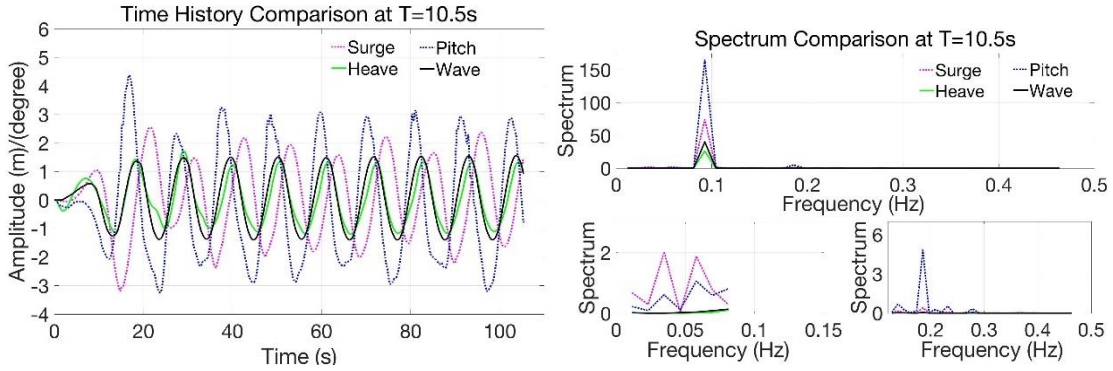 Time History Comparison at T=10.5s
6
5
4
3
2
1
0
-1
-2
-3
-4
Amplitude (m)/(degree)
Surge
Pitch
Heave
Wave
0
20
40
60
80
100
Time (s)
Spectrum Comparison at T=10.5s
150
100
50
0
Spectrum
Surge
Pitch
Heave
Wave
0
0.1
0.2
0.3
0.4
0.5
Frequency (Hz)
2
0
Spectrum
0
0.05
0.1
0.15
Frequency (Hz)
6
3
0
Spectrum
0.2
0.3
0.4
0.5
Frequency (Hz)